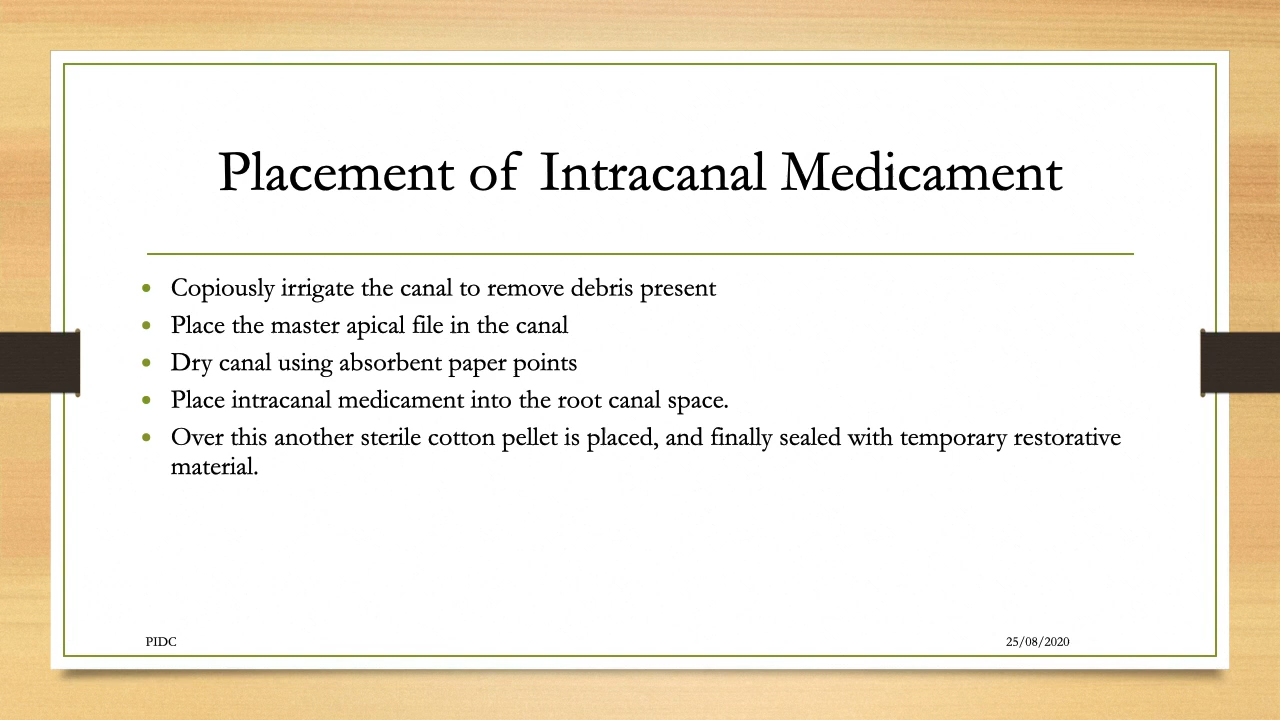 Placement of Intracanal Medicament
• Copiously irrigate the canal to remove debris present
• Place the master apical file in the canal
• Dry canal using absorbent paper points
• Place intracanal medicament into the root canal space.
• Over this another sterile cotton pellet is placed, and finally sealed with temporary restorative
material.
PIDC
25/08/2020